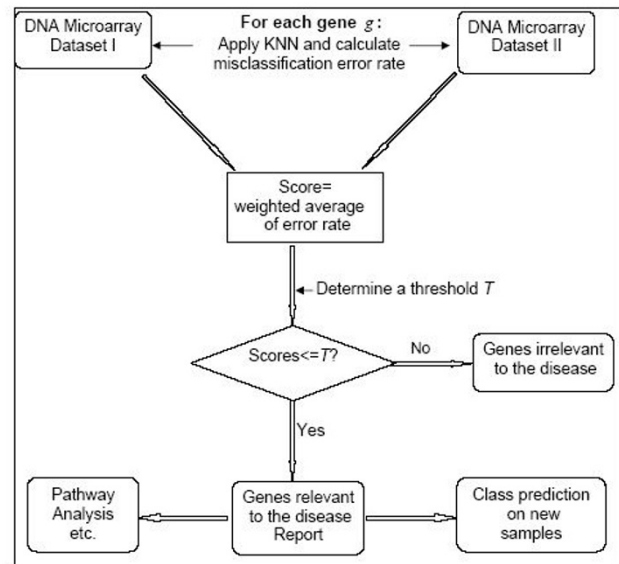 DNA Microarray
Dataset I
For each gene g:
Apply KNN and calculate
misclassification error rate
DNA Microarray
Dataset II
Score=
weighted average
of error rate
Determine a threshold T
Scores<=T?
No
Genes irrelevant
to the disease
Yes
Pathway
Analysis
etc.
Genes relevant
to the disease
Report
Class prediction
on new
samples